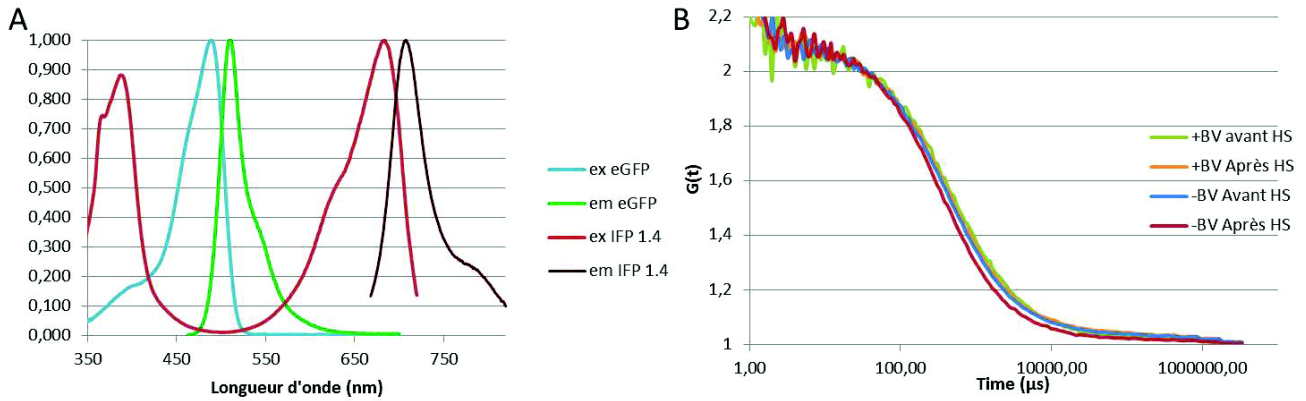 A
1,000
0,900
0,800
0,700
0,600
0,500
0,400
0,300
0,200
0,100
0,000
350
450
550
650
750
Longueur d'onde (nm)
ex eGFP
em eGFP
ex IFP 1.4
em IFP 1.4
B
2,2
2
1,8
1,6
1,4
1,2
1
G(t)
1,00
100,00
10000,00
1000000,00
Time (µs)
+BV avant HS
+BV Après HS
-BV Avant HS
-BV Après HS